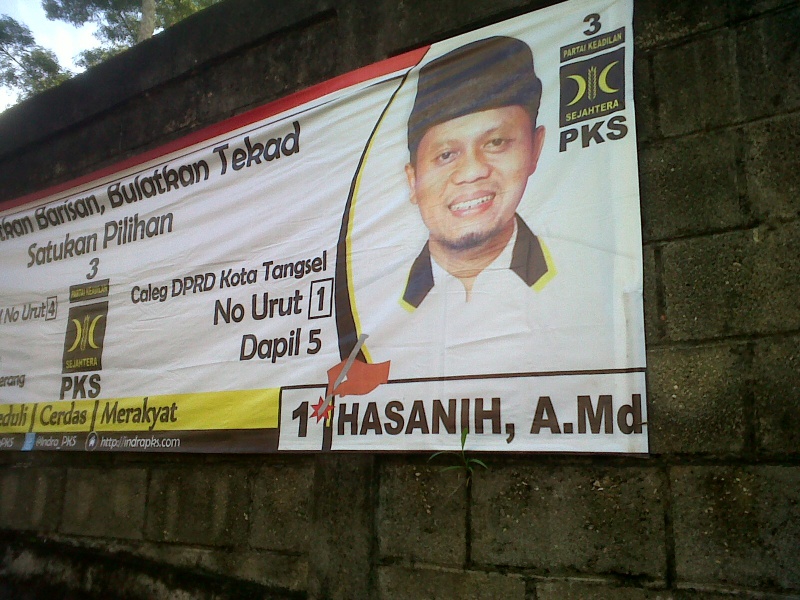 3
PARTAI KEADILAN
SEJAHTERA
PKS
Barisan, Bulatkan Tekad
Satukan Pilihan
3
PARTAI KEADILAN
SEJAHTERA
PKS
No Urut 4
Caleg DPRD Kota Tangsel
No Urut 1
Dapil 5
Cerdas | Merakyat
@Indra_PKS http://indrapks.com
1 HASANIH, A.Md